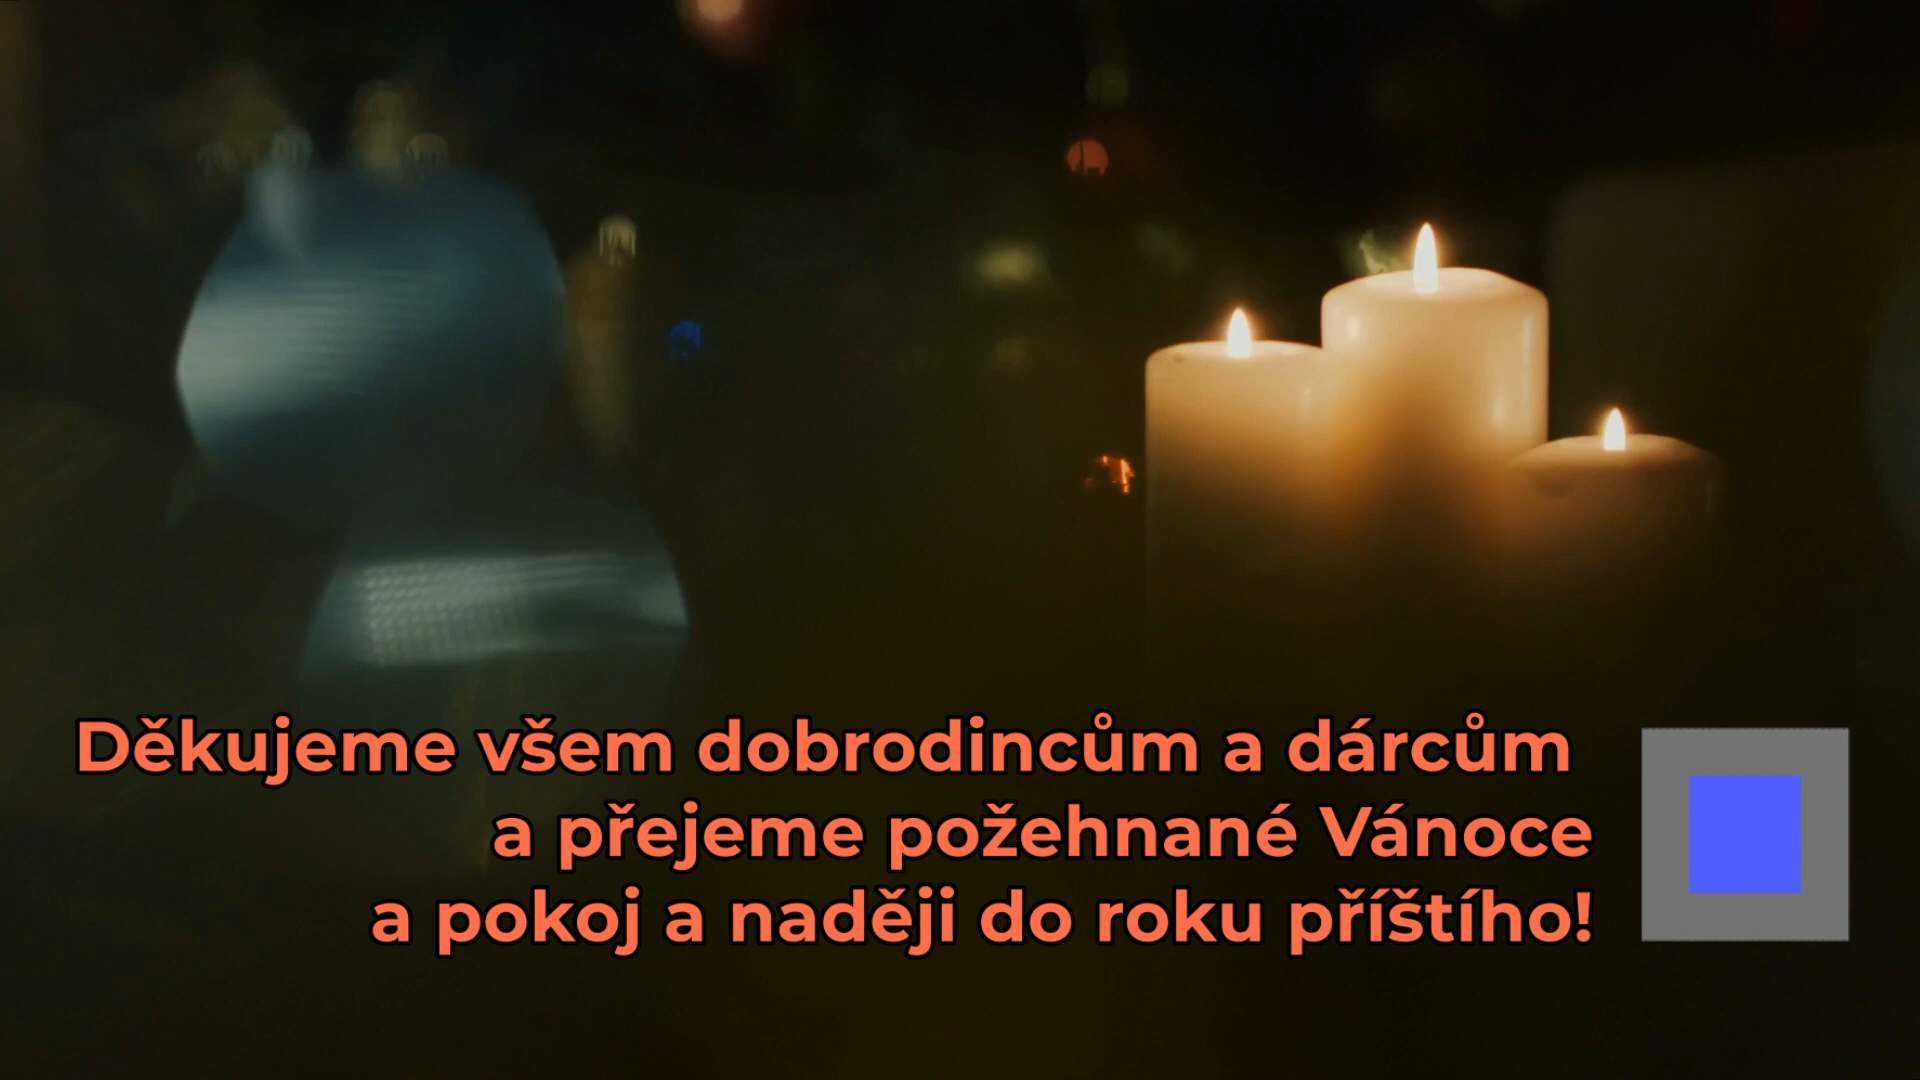 Děkujeme všem dobrodincům a dárcům
a přejeme požehnané Vánoce
a pokoj a naději do roku příštího!